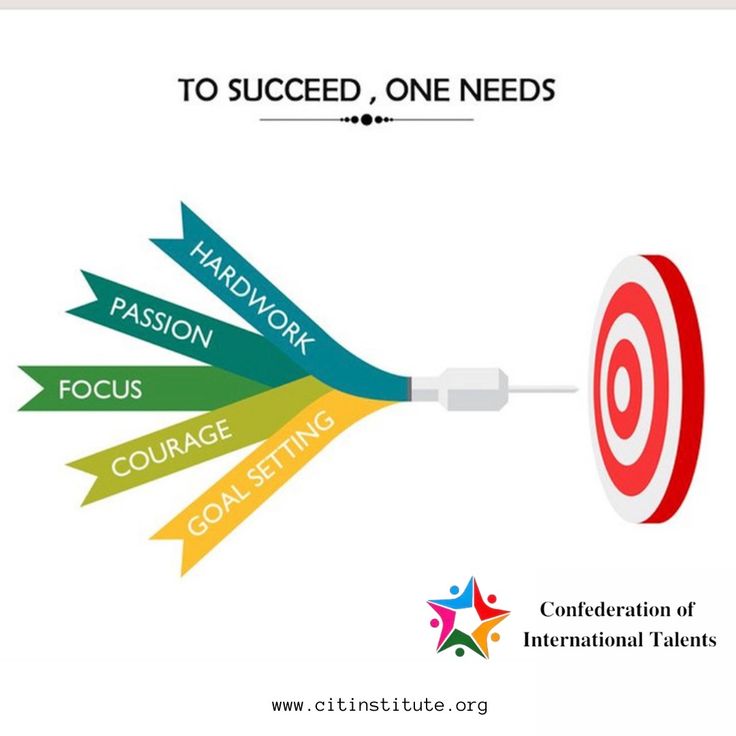 TO SUCCEED , ONE NEEDS
HARDWORK
PASSION
FOCUS
COURAGE
GOAL SETTING
Confederation of
International Talents
www.citinstitute.org